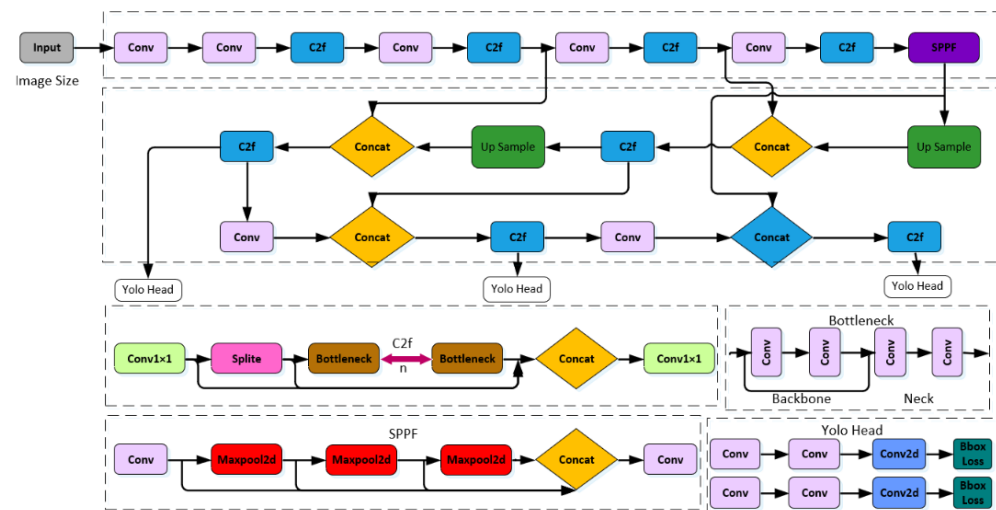 Input
Conv
Conv
C2f
Conv
C2f
Conv
C2f
Conv
C2f
SPPF
Image Size
C2f
Concat
Up Sample
C2f
Concat
Up Sample
Conv
Concat
C2f
Conv
Concat
C2f
Yolo Head
Yolo Head
Yolo Head
C2f
Conv1×1
Splite
Bottleneck
n
Bottleneck
Concat
Conv1×1
Bottleneck
Conv
Conv
Conv
Conv
Backbone
Neck
SPPF
Conv
Maxpool2d
Maxpool2d
Maxpool2d
Concat
Conv
Yolo Head
Conv
Conv
Conv2d
Bbox
Loss
Conv
Conv
Conv2d
Bbox
Loss